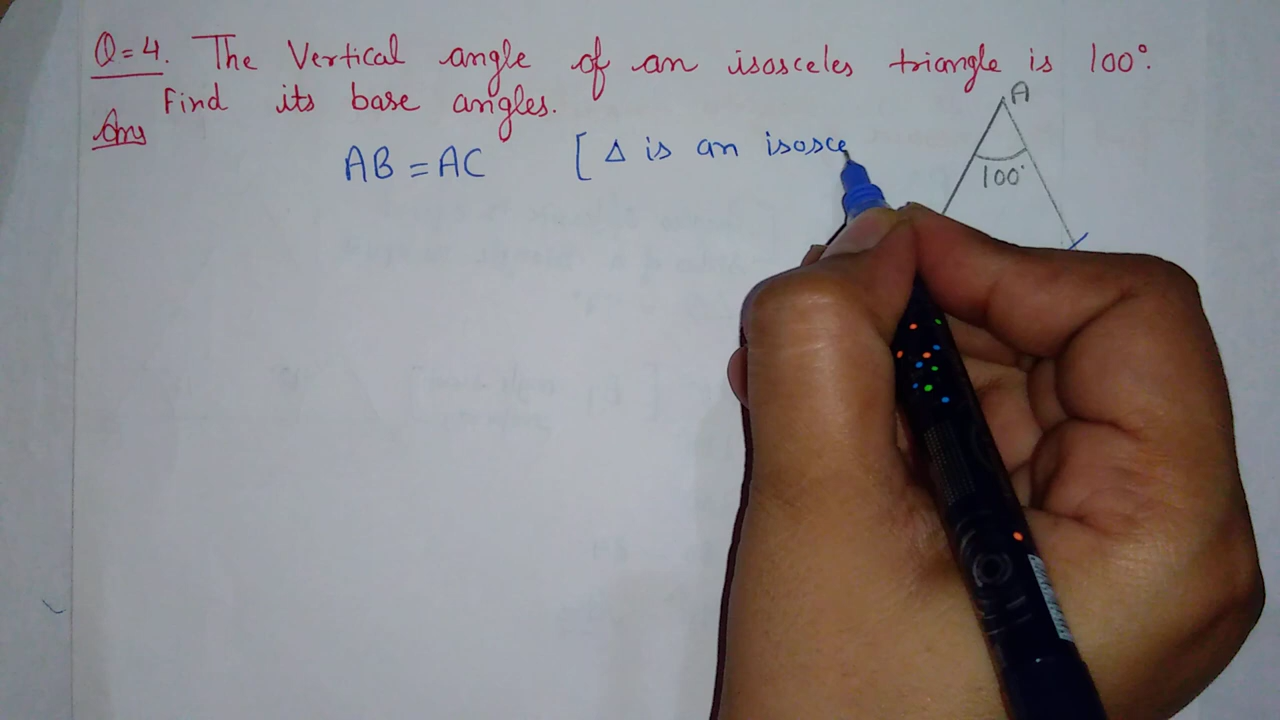 Q=4. The Vertical angle of an isosceles triangle is 100°.
Find its base angles.
Ans
A
AB = AC [ Δ is an isosce
100°